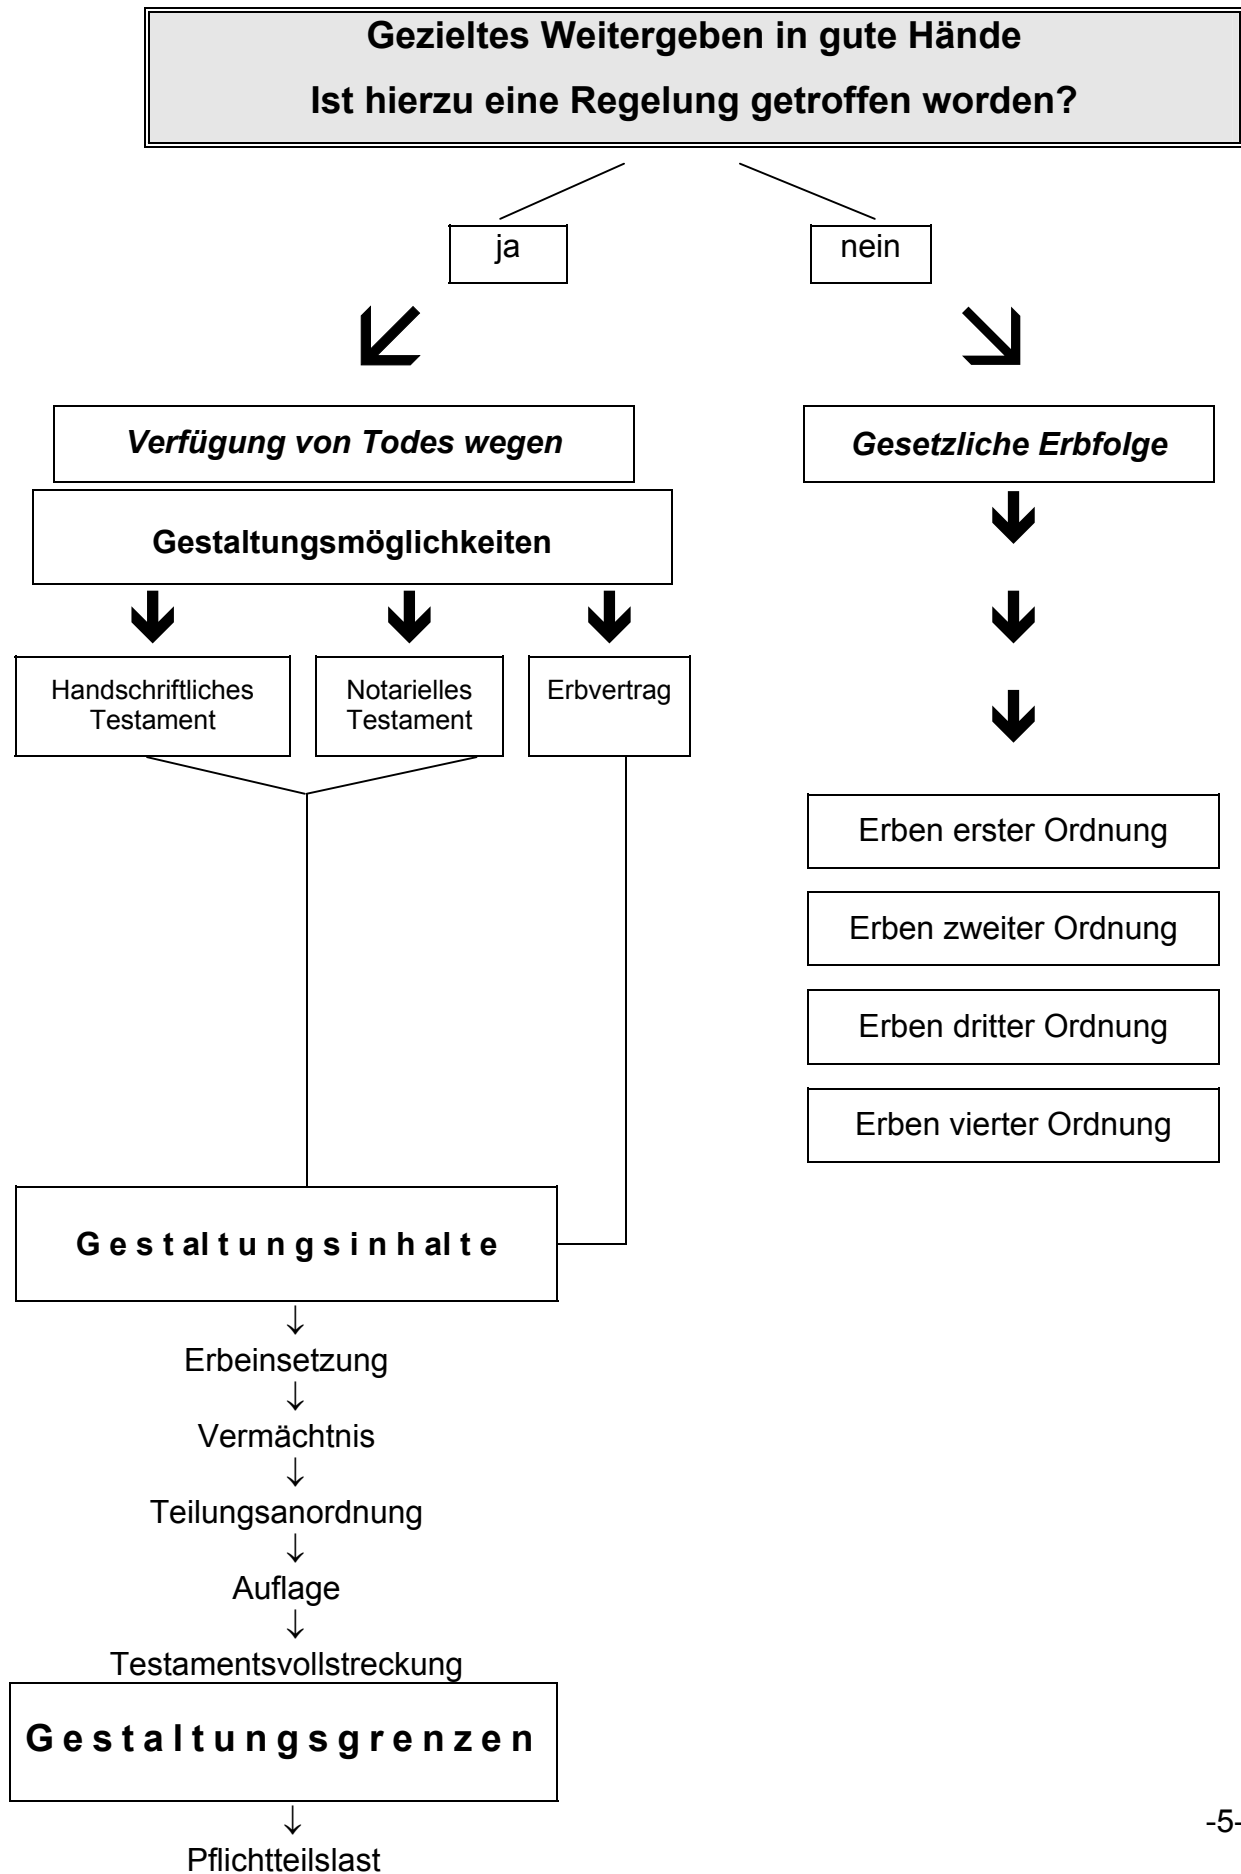 Gezieltes Weitergeben in gute Hände
Ist hierzu eine Regelung getroffen worden?
ja
nein
Verfügung von Todes wegen
Gesetzliche Erbfolge
Gestaltungsmöglichkeiten
Handschriftliches
Testament
Notarielles
Testament
Erbvertrag
Erben erster Ordnung
Erben zweiter Ordnung
Erben dritter Ordnung
Erben vierter Ordnung
Gestaltungsinhalte
Erbeinsetzung
Vermächtnis
Teilungsanordnung
Auflage
Testamentsvollstreckung
Gestaltungsgrenzen
Pflichtteilslast
-5-